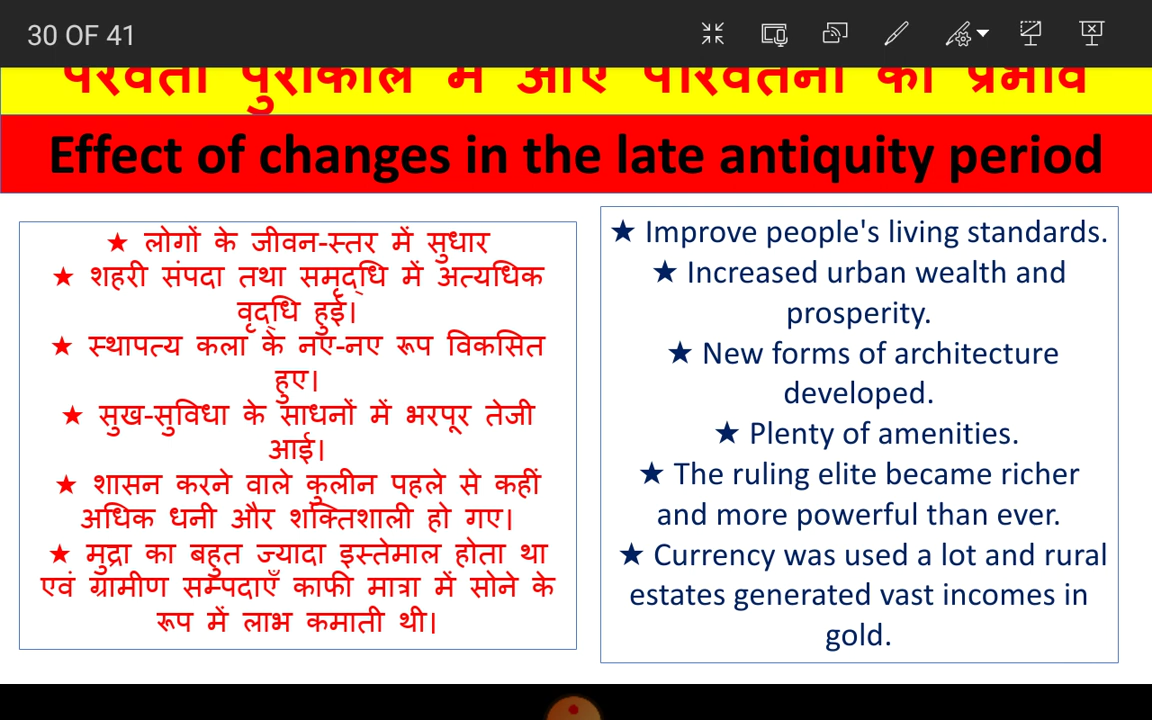 30 OF 41
परवर्ती पुराकाल में आए परिवर्तनों का प्रभाव
Effect of changes in the late antiquity period
★ लोगों के जीवन-स्तर में सुधार
★ शहरी संपदा तथा समृद्धि में अत्यधिक
वृद्धि हुई।
★ स्थापत्य कला के नए-नए रूप विकसित
हुए।
★ सुख-सुविधा के साधनों में भरपूर तेजी
आई।
★ शासन करने वाले कुलीन पहले से कहीं
अधिक धनी और शक्तिशाली हो गए।
★ मुद्रा का बहुत ज्यादा इस्तेमाल होता था
एवं ग्रामीण सम्पदाएँ काफी मात्रा में सोने के
रूप में लाभ कमाती थी।
★ Improve people's living standards.
★ Increased urban wealth and
prosperity.
★ New forms of architecture
developed.
★ Plenty of amenities.
★ The ruling elite became richer
and more powerful than ever.
★ Currency was used a lot and rural
estates generated vast incomes in
gold.